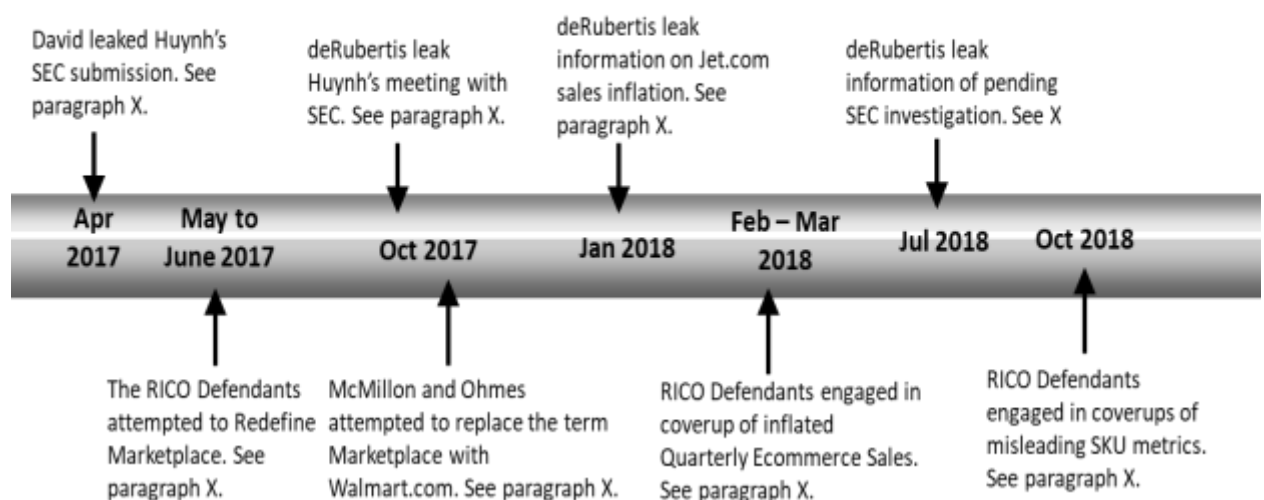 David leaked Huynh's
SEC submission. See
paragraph X.
deRubertis leak
Huynh's meeting with
SEC. See paragraph X.
deRubertis leak
information on Jet.com
sales inflation. See
paragraph X.
deRubertis leak
information of pending
SEC investigation. See X
Apr
2017
May to
June 2017
Oct 2017
Jan 2018
Feb – Mar
2018
Jul 2018
Oct 2018
The RICO Defendants
attempted to Redefine
Marketplace. See
paragraph X.
McMillon and Ohmes
attempted to replace the term
Marketplace with
Walmart.com. See paragraph X.
RICO Defendants engaged in
coverup of inflated
Quarterly Ecommerce Sales.
See paragraph X.
RICO Defendants
engaged in coverups of
misleading SKU metrics.
See paragraph X.